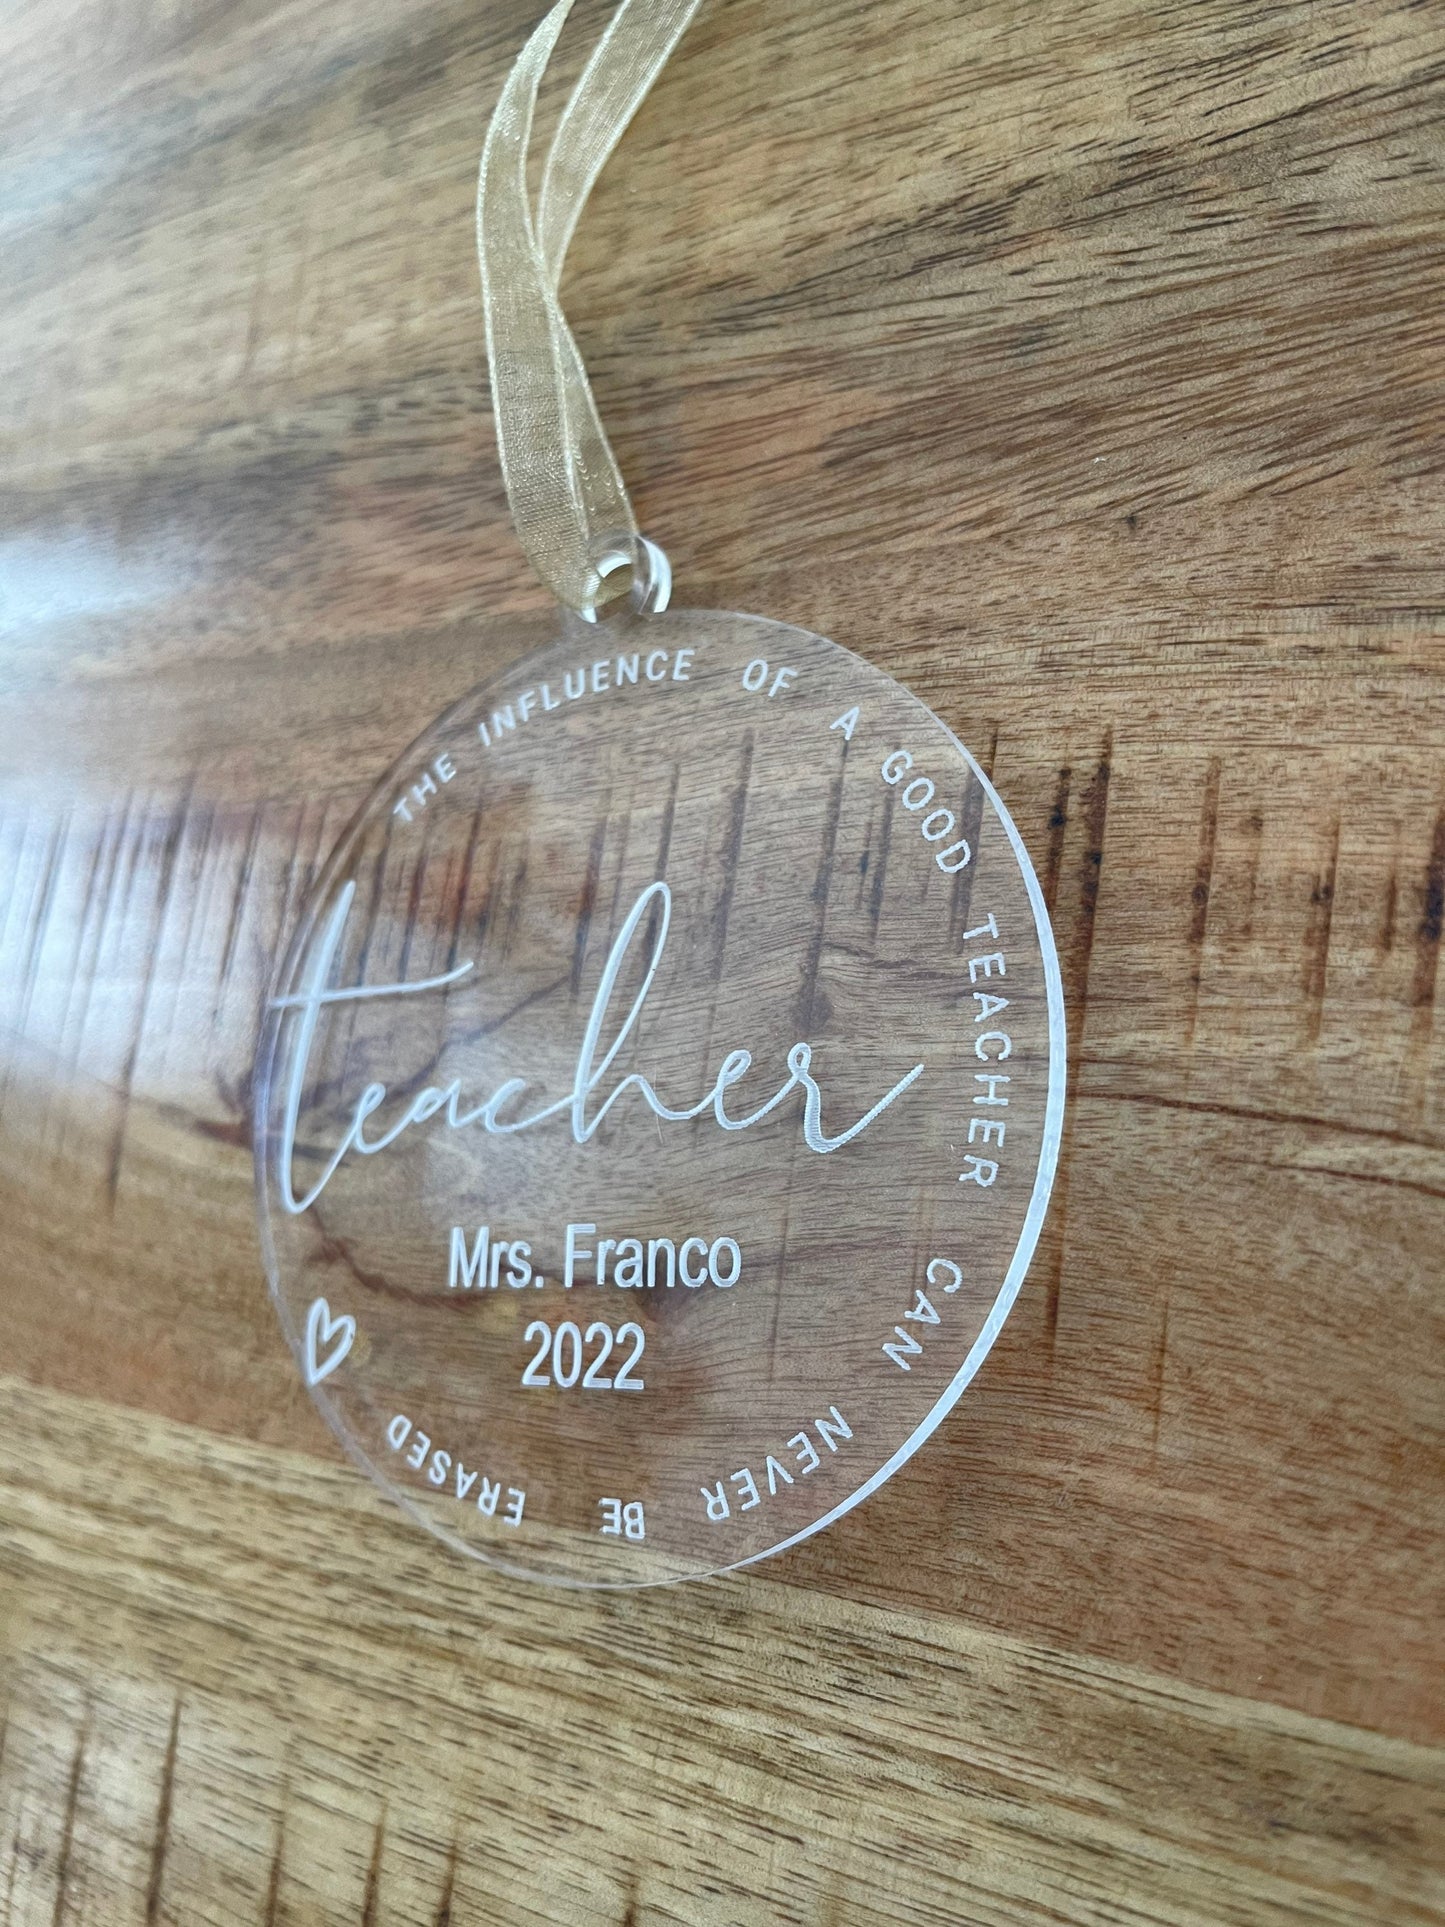 THE INFLUENCE OF A GOOD TEACHER CAN NEVER BE ERASED
teacher
Mrs. Franco
2022